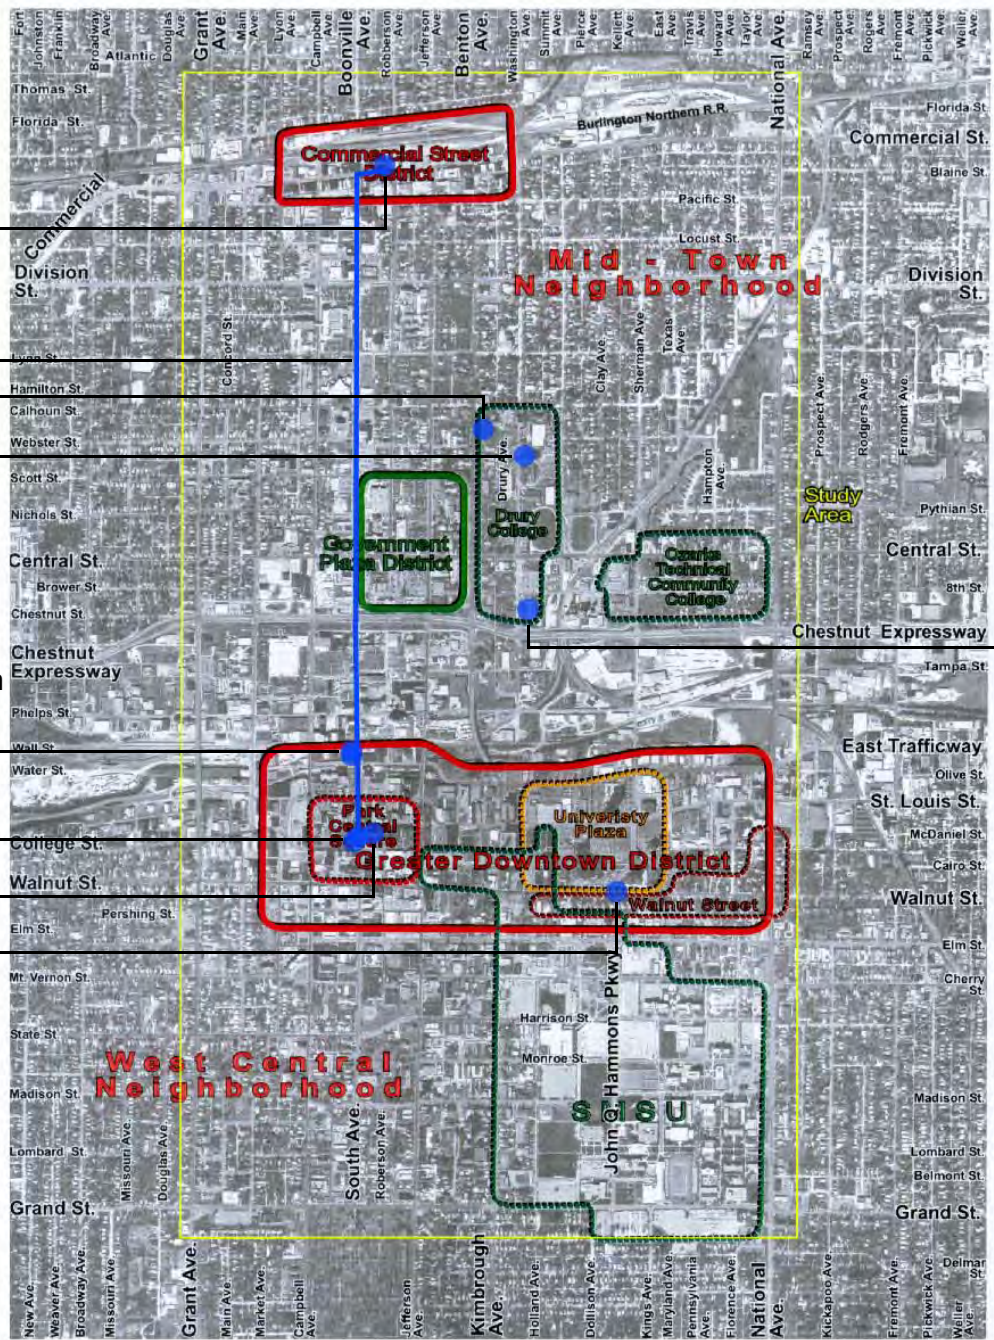 Fort
Johnston
Franklin
Broadway
Ave.
Atlantic
Douglas
Ave.
Grant
Ave.
Main
Ave.
Lyon
Ave.
Campbell
Ave.
Boonville
Ave.
Roberson
Ave.
Jefferson
Ave.
Benton
Ave.
Washington
Ave.
Summit
Ave.
Pierce
Ave.
Kellett
Ave.
East
Ave.
Travis
Ave.
Howard
Ave.
Taylor
Ave.
National Ave.
Ramsey
Ave.
Prospect
Ave.
Rogers
Ave.
Fremont
Ave.
Pickwick
Ave.
Weller
Ave.
Thomas St.
Florida St.
Burlington Northern R.R.
Florida St.
Commercial St.
Commercial Street
District
Blaine St.
Commercial
Pacific St.
Locust St.
Mid - Town
Neighborhood
Division
St.
Division
St.
Concord St.
Clay Ave.
Sherman Ave.
Texas
Ave.
Lynn St.
Hamilton St.
Calhoun St.
Webster St.
Scott St.
Nichols St.
Prospect Ave.
Rodgers Ave.
Fremont Ave.
Drury Ave.
Hampton
Ave.
Study
Area
Pythian St.
Drury
College
Government
Plaza District
Ozarks
Technical
Community
College
Central St.
Central St.
Brower St.
8th St.
Chestnut St.
Chestnut Expressway
Chestnut
Expressway
Tampa St.
Phelps St.
Wall St.
East Trafficway
Water St.
Olive St.
St. Louis St.
Park
Central
Square
Univeristy
Plaza
McDaniel St.
College St.
Greater Downtown District
Cairo St.
Walnut St.
Walnut St.
Walnut Street
Pershing St.
Elm St.
Elm St.
Mt. Vernon St.
Cherry
St.
Harrison St.
State St.
Monroe St.
John Q. Hammons Pkwy
West Central
Neighborhood
Madison St.
Madison St.
SMSU
Missouri Ave.
Douglas Ave.
South Ave.
Roberson Ave.
Lombard St.
Lombard St.
Belmont St.
Grand St.
Grand St.
New Ave.
Weaver Ave.
Broadway Ave.
Missouri Ave.
Grant Ave.
Main Ave.
Market Ave.
Campbell
Ave.
Jefferson
Ave.
Kimbrough
Ave.
Holland Ave.
Dollison Ave.
Kings Ave.
Maryland Ave.
Pennsylvania
Ave.
Florence Ave.
National
Ave.
Kickapoo Ave.
Fremont Ave.
Pickwick Ave.
Weller
Ave.
Delmar
St.